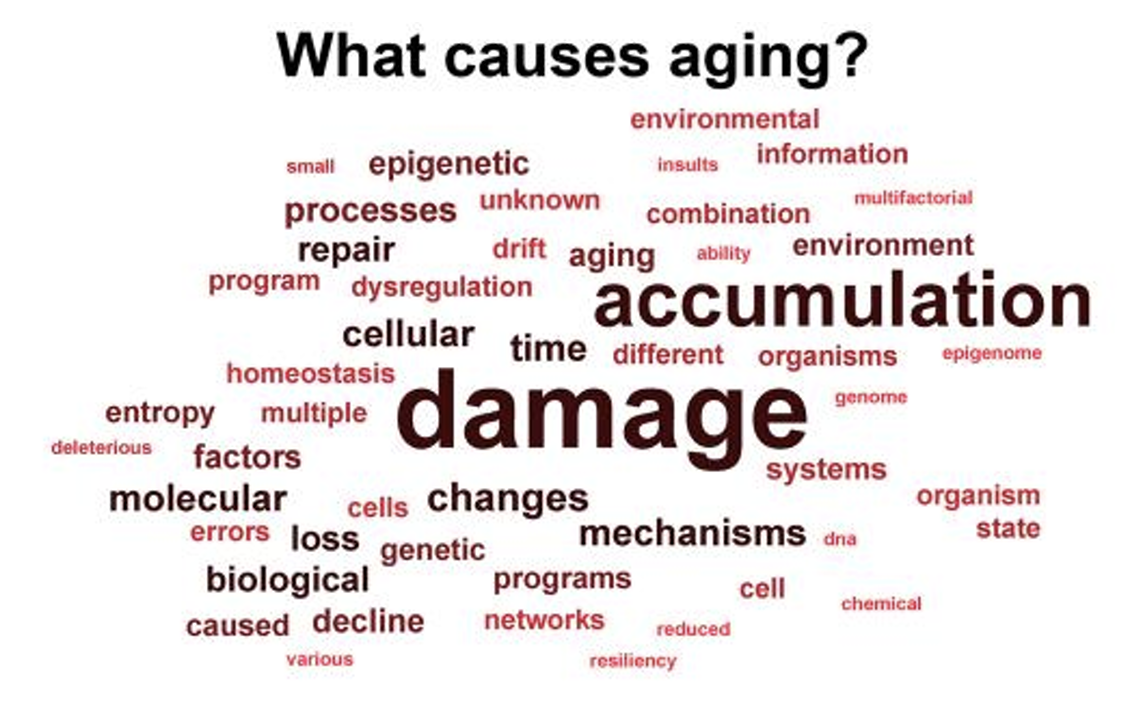 What causes aging?
environmental
small epigenetic insults information
processes unknown combination multifactorial
repair drift aging ability environment
program dysregulation accumulation
cellular time different organisms epigenome
homeostasis damage genome
entropy multiple
deleterious factors systems
molecular cells changes organism
errors loss genetic mechanisms dna state
biological programs cell chemical
caused decline networks reduced
various resiliency